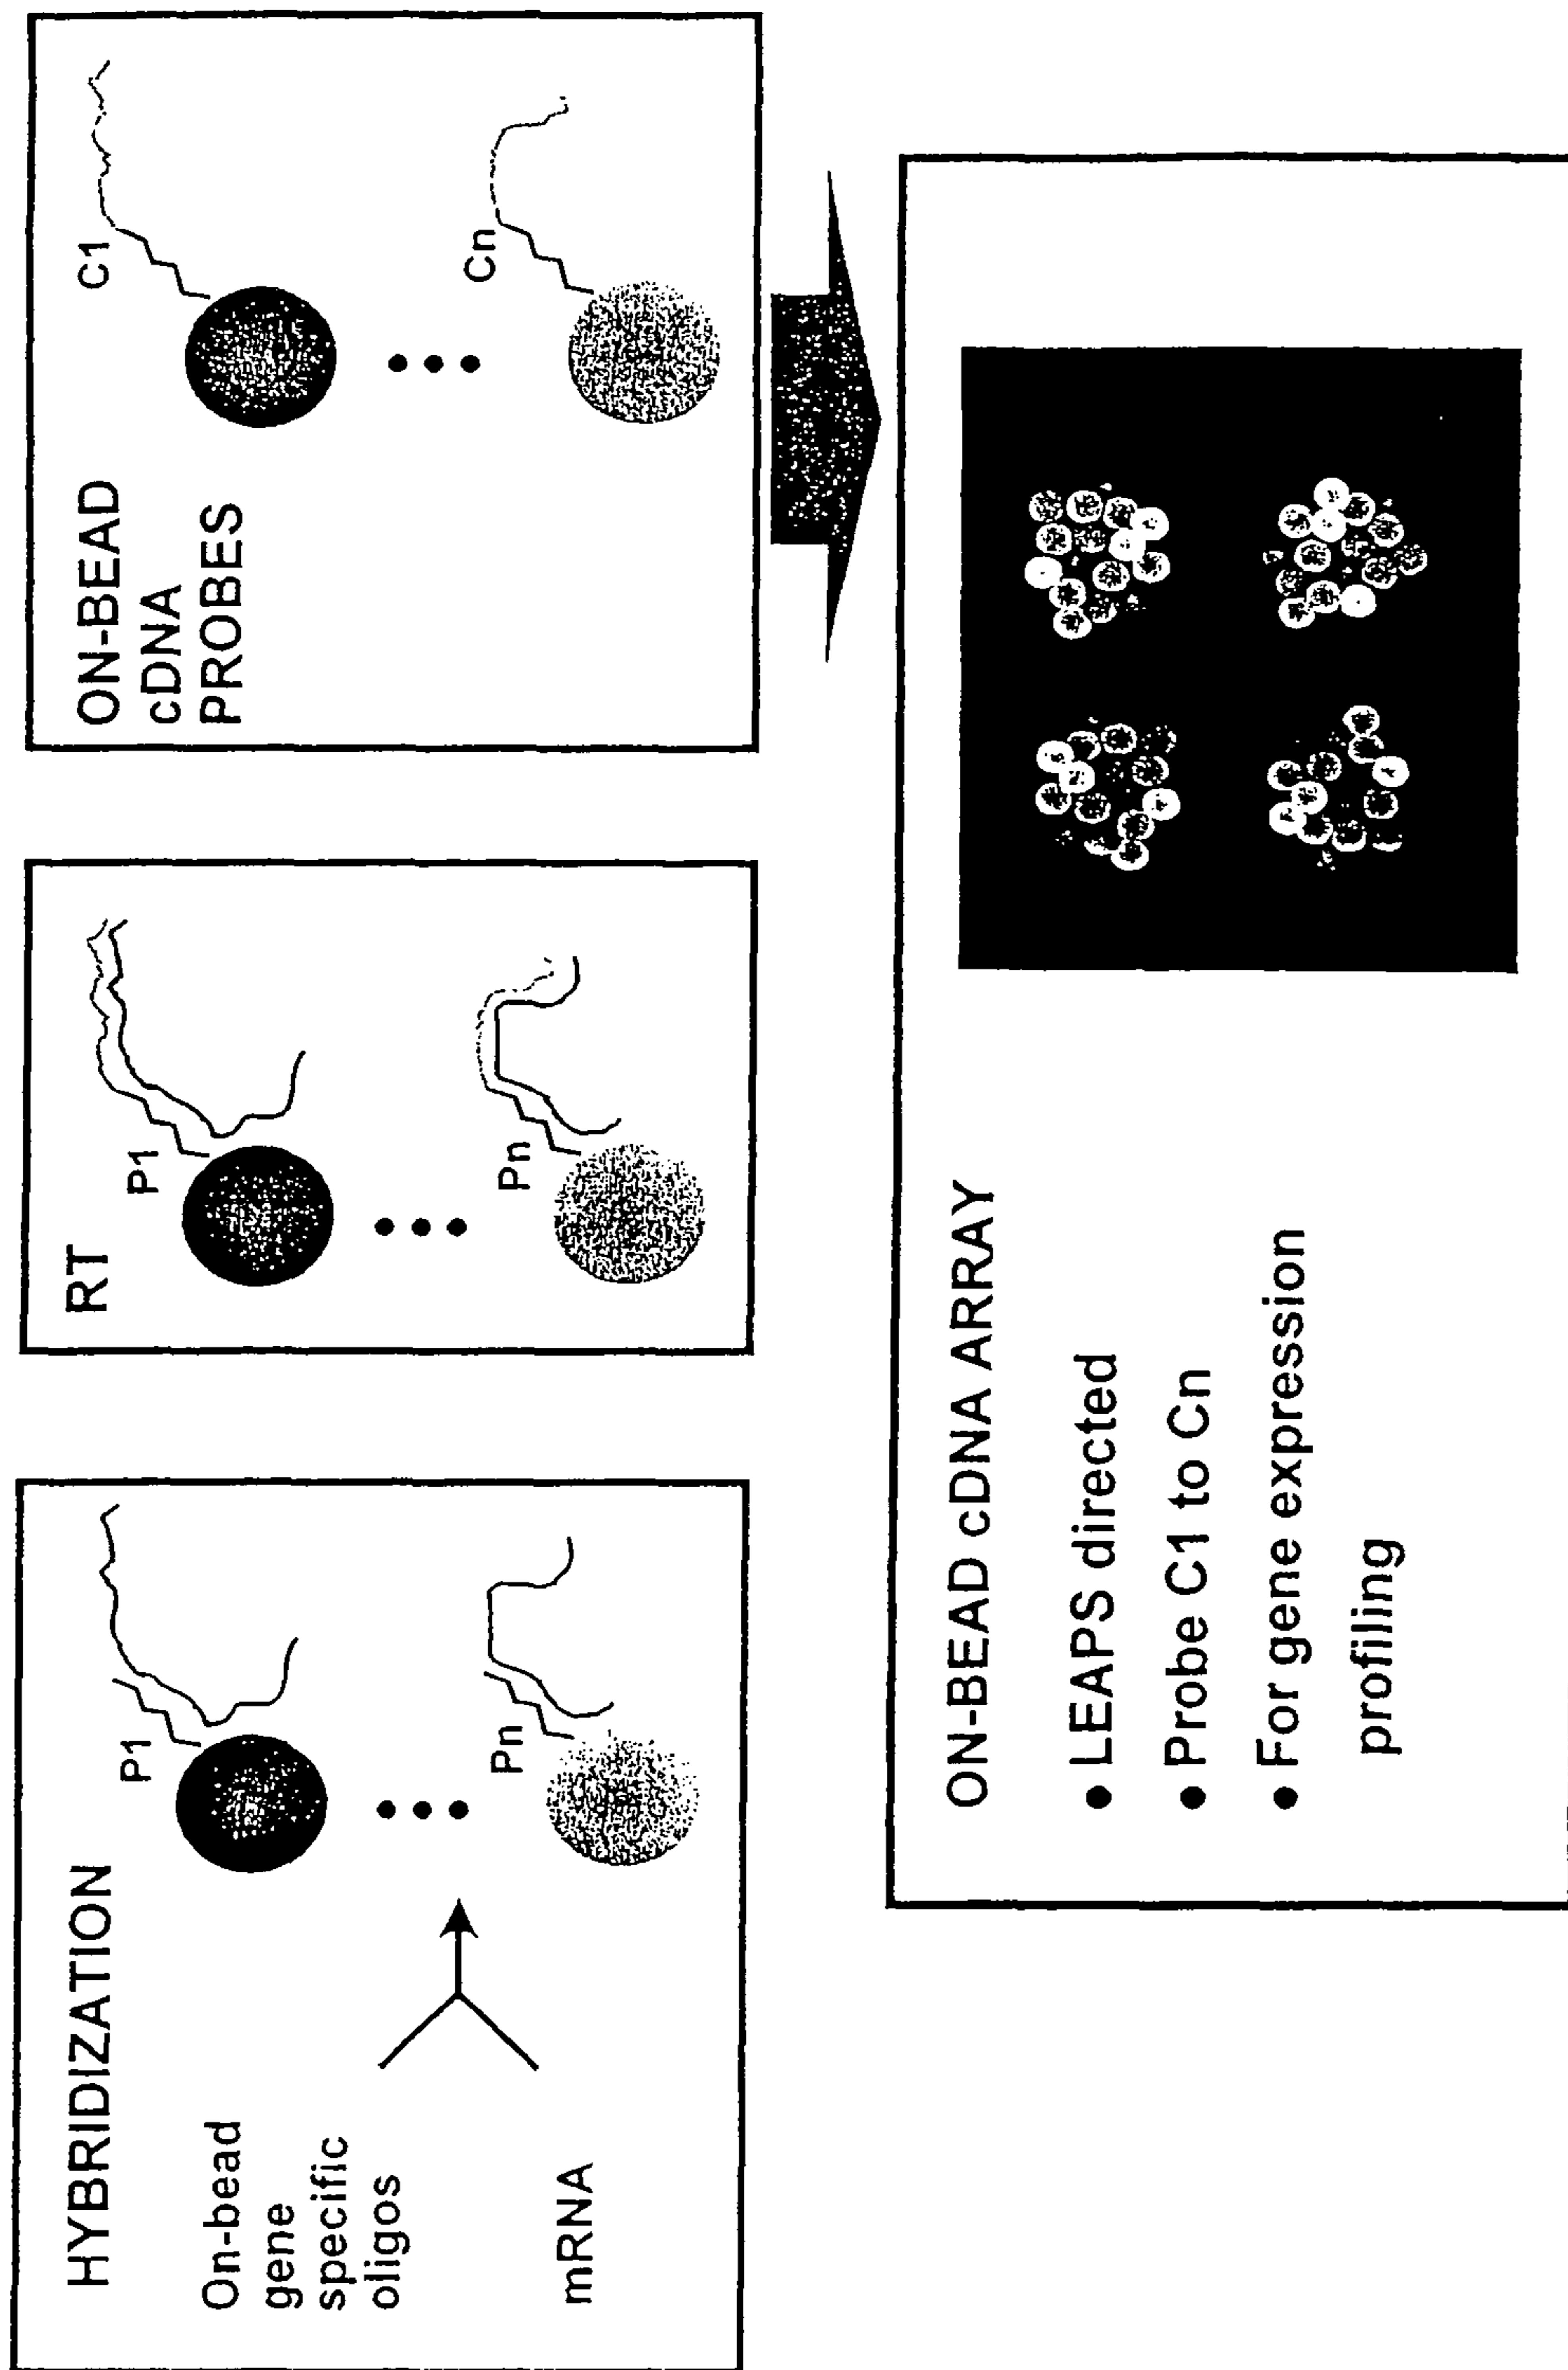 HYBRIDIZATION
On-bead
gene
specific
oligos
mRNA
P1
Pn
RT
P1
Pn
ON-BEAD
cDNA
PROBES
C1
Cn
ON-BEAD cDNA ARRAY
• LEAPS directed
• Probe C1 to Cn
• For gene expression
profiling